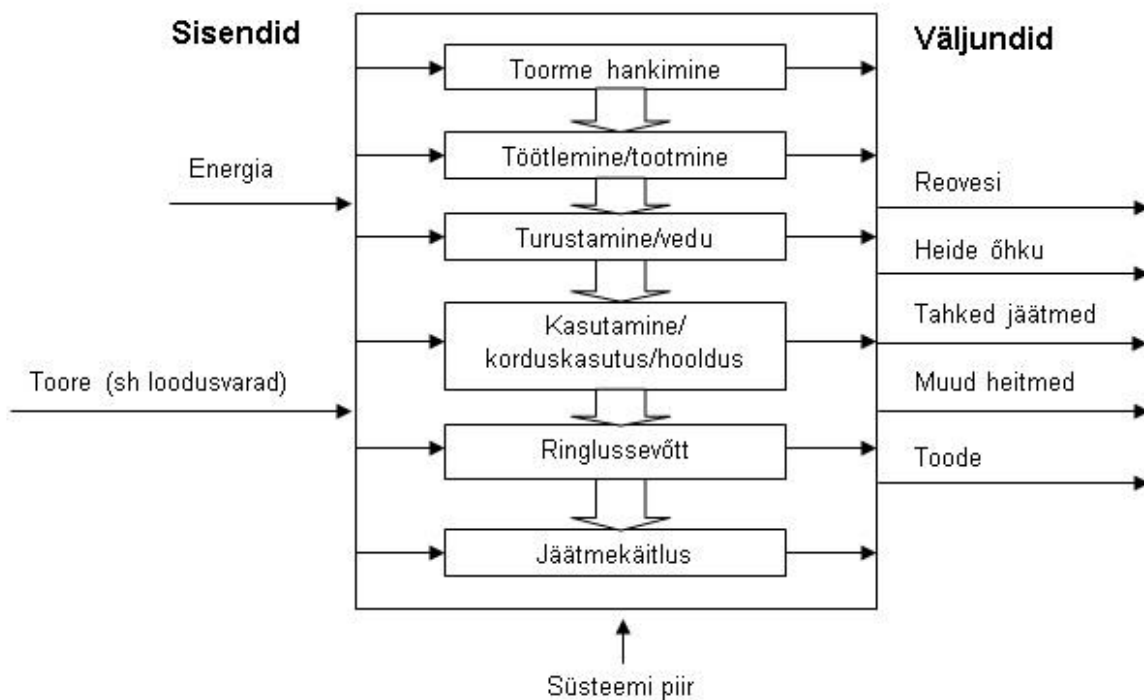 Sisendid
Väljundid
Toorme hankimine
Töötlemine/tootmine
Energia
Reovesi
Turustamine/vedu
Heide õhku
Kasutamine/
korduskasutus/hooldus
Tahked jäätmed
Toore (sh loodusvarad)
Muud heitmed
Ringlussevõtt
Toode
Jäätmekäitlus
Süsteemi piir